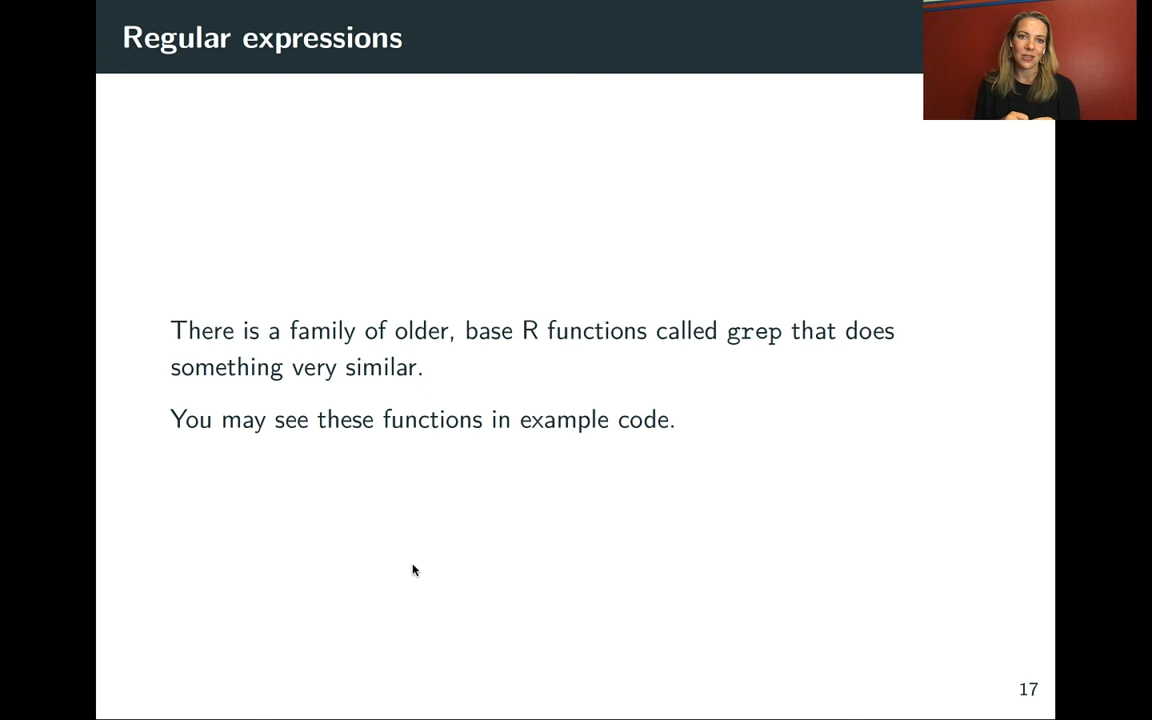 Regular expressions
There is a family of older, base R functions called grep that does
something very similar.
You may see these functions in example code.
17